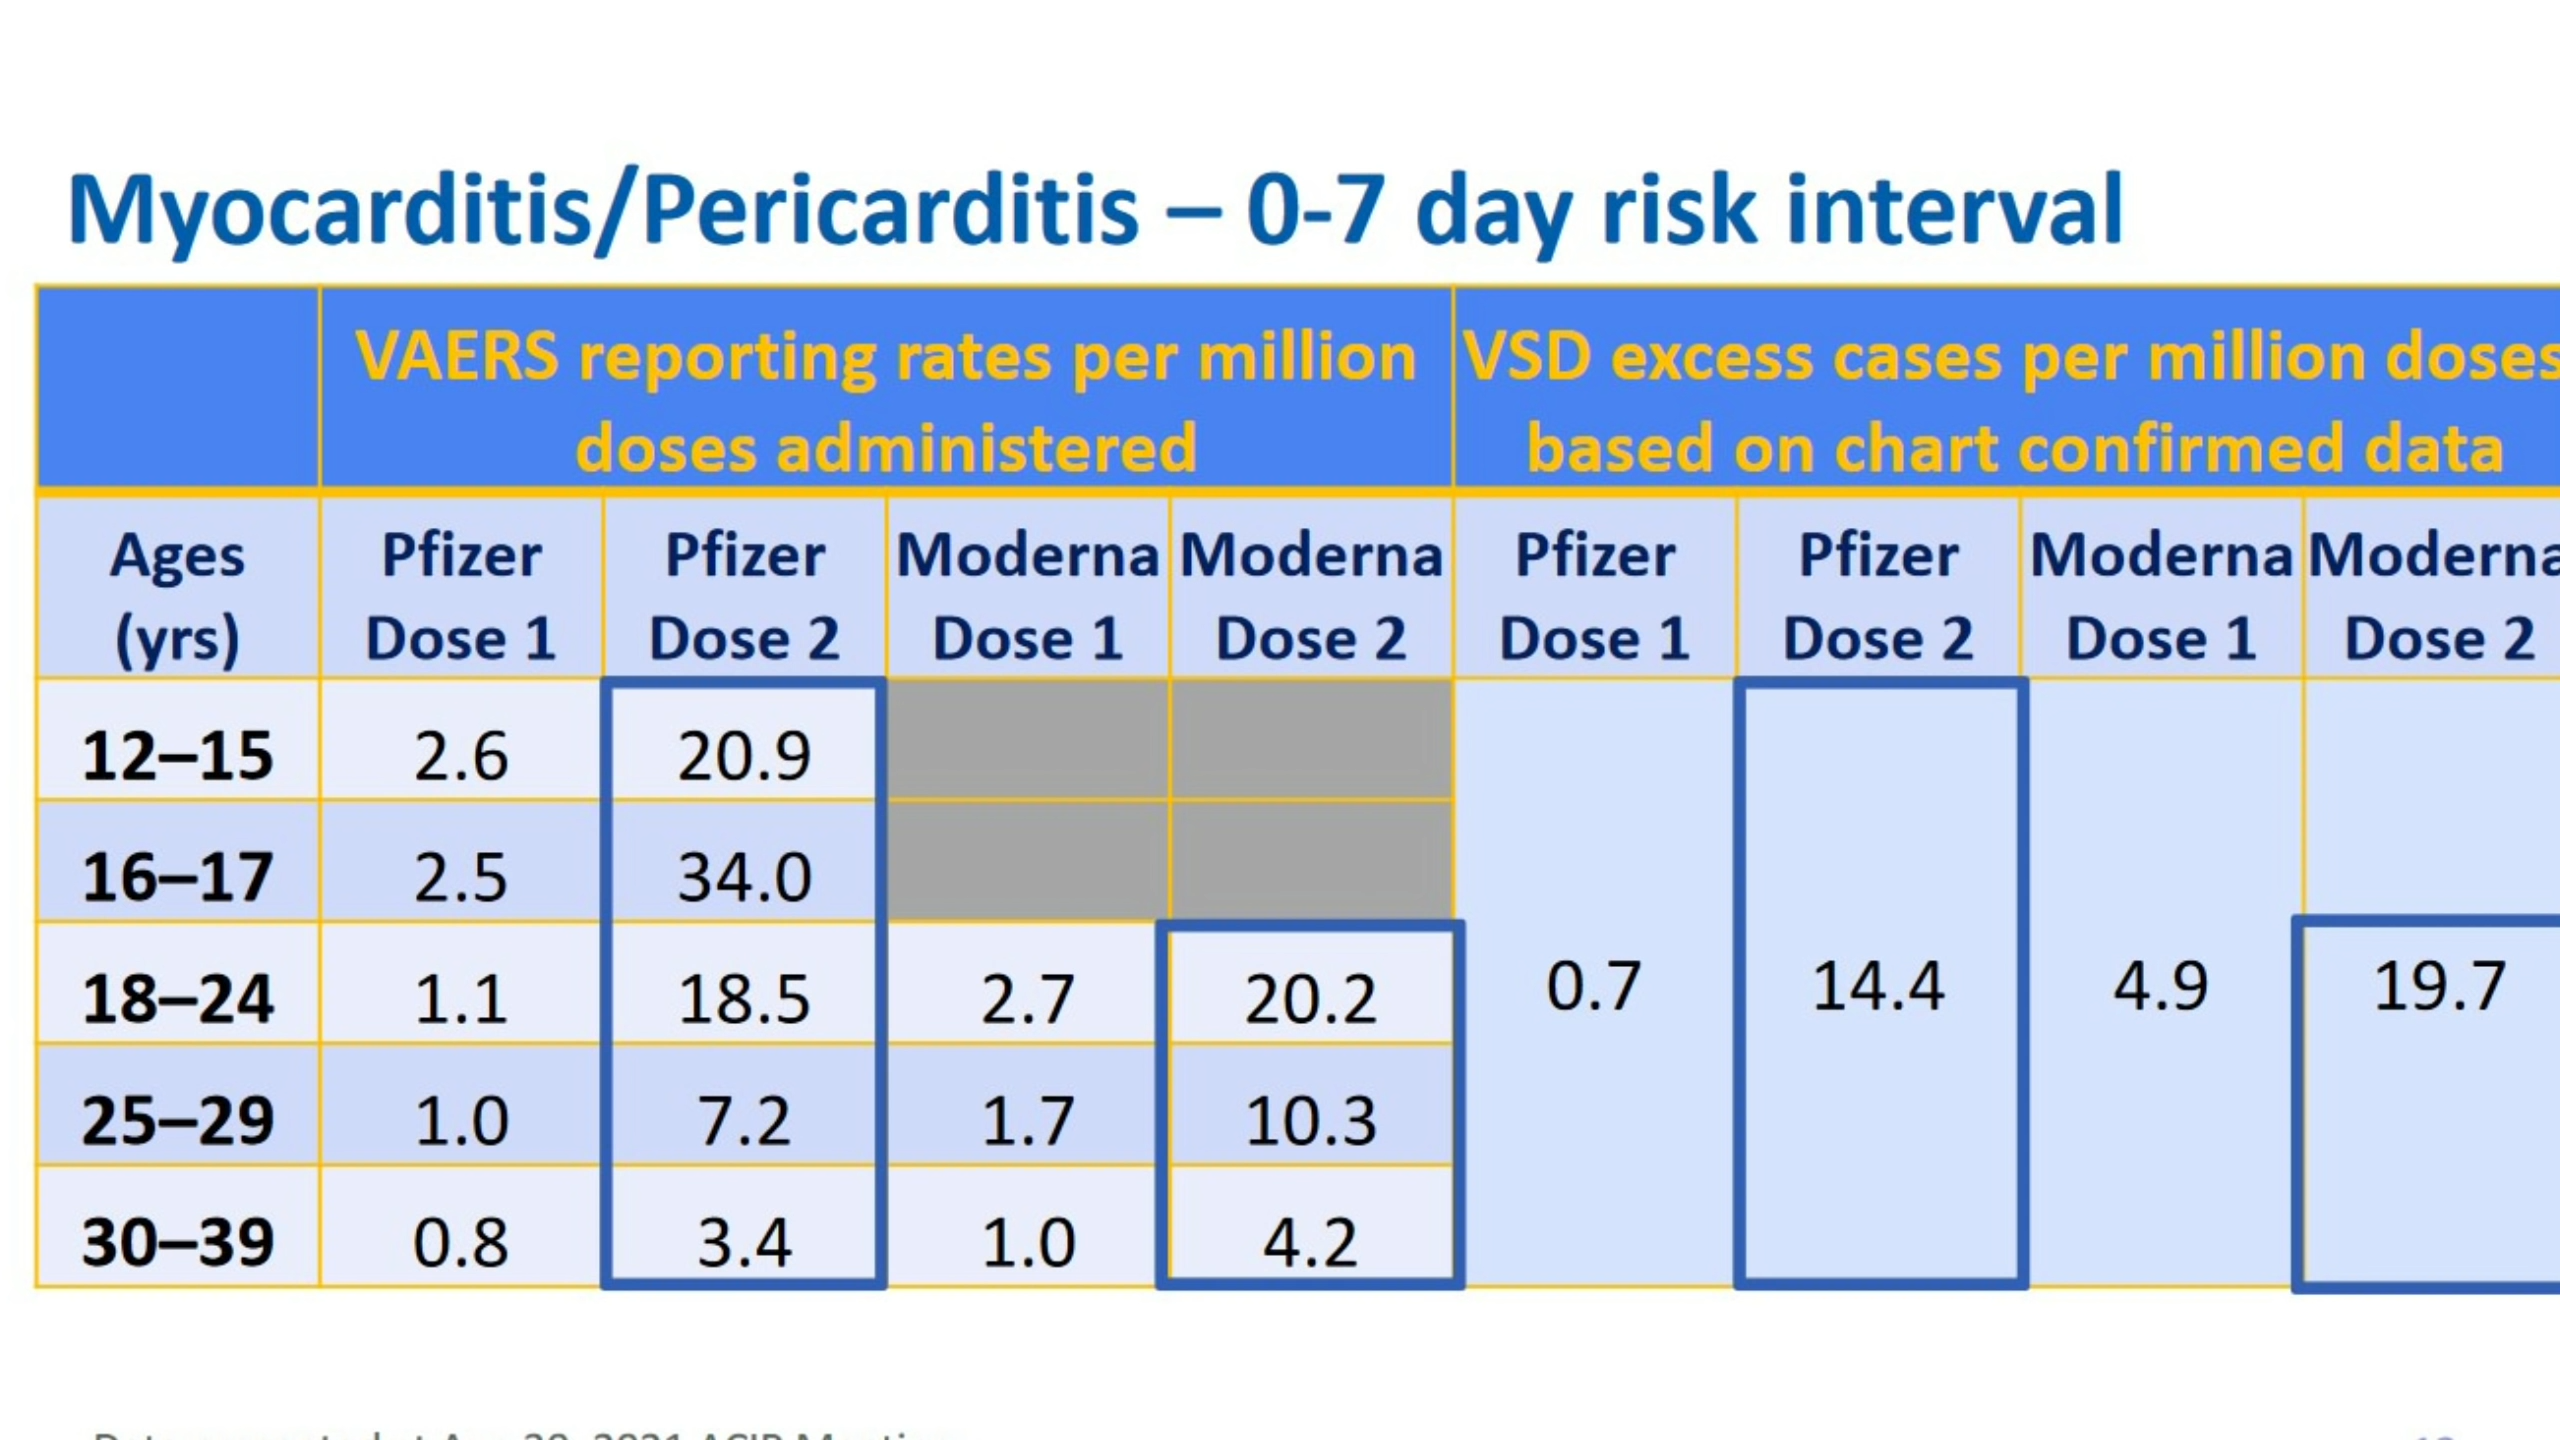 Myocarditis/Pericarditis – 0-7 day risk interval
VAERS reporting rates per million
doses administered
VSD excess cases per million doses
based on chart confirmed data
Ages
(yrs)
Pfizer
Dose 1
Pfizer
Dose 2
Moderna
Dose 1
Moderna
Dose 2
Pfizer
Dose 1
Pfizer
Dose 2
Moderna
Dose 1
Moderna
Dose 2
12–15 2.6 20.9
16–17 2.5 34.0
18–24 1.1 18.5 2.7 20.2 0.7 14.4 4.9 19.7
25–29 1.0 7.2 1.7 10.3
30–39 0.8 3.4 1.0 4.2